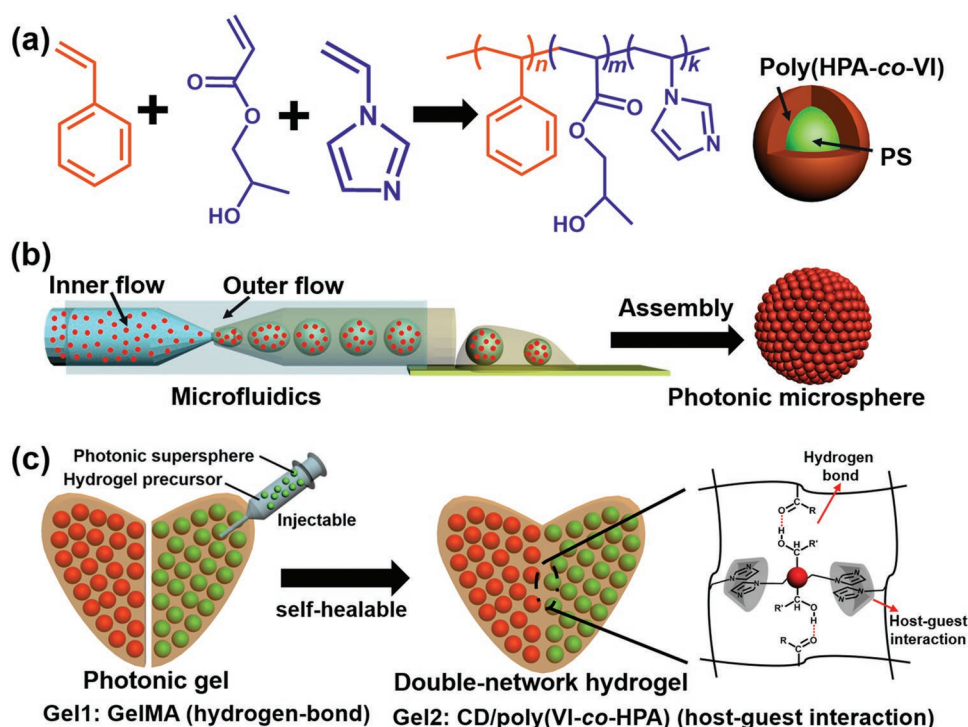 (a)
O
O
HO
N
N
n
m
k
O
O
HO
N
N
Poly(HPA-co-VI)
PS
(b)
Inner flow
Outer flow
Microfluidics
Assembly
Photonic microsphere
(c)
Photonic supersphere
Hydrogel precursor
Injectable
self-healable
Photonic gel
Gel1: GelMA (hydrogen-bond)
Double-network hydrogel
Gel2: CD/poly(VI-co-HPA) (host-guest interaction)
Hydrogen
bond
O C R
H
O CH R'
N N N N
R' CH O
H
R C O
Host-guest
interaction